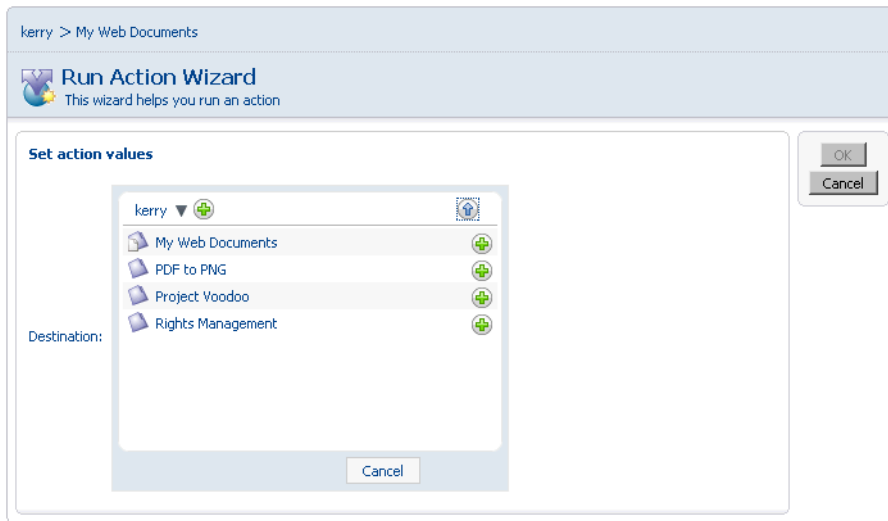 kerry > My Web Documents
Run Action Wizard
This wizard helps you run an action
Set action values
OK
Cancel
kerry
My Web Documents
PDF to PNG
Project Voodoo
Rights Management
Destination:
Cancel